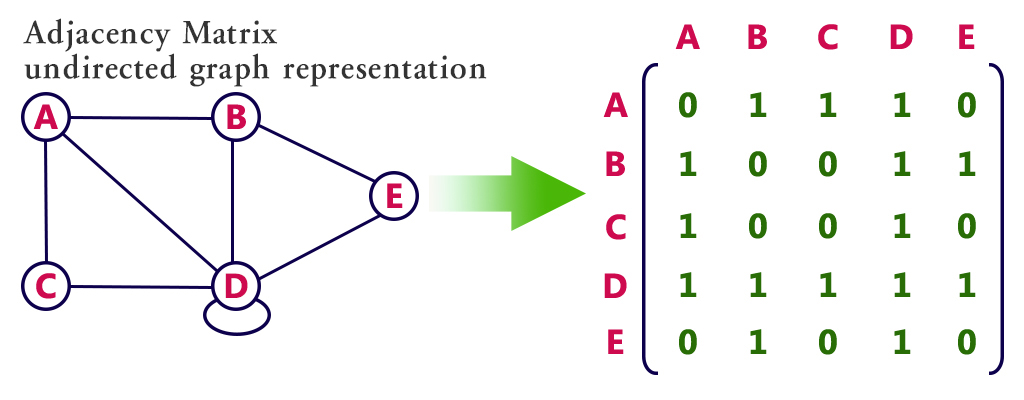 Adjacency Matrix
undirected graph representation
A B C D E
A 0 1 1 1 0
B 1 0 0 1 1
C 1 0 0 1 0
D 1 1 1 1 1
E 0 1 0 1 0
A B
E
C D